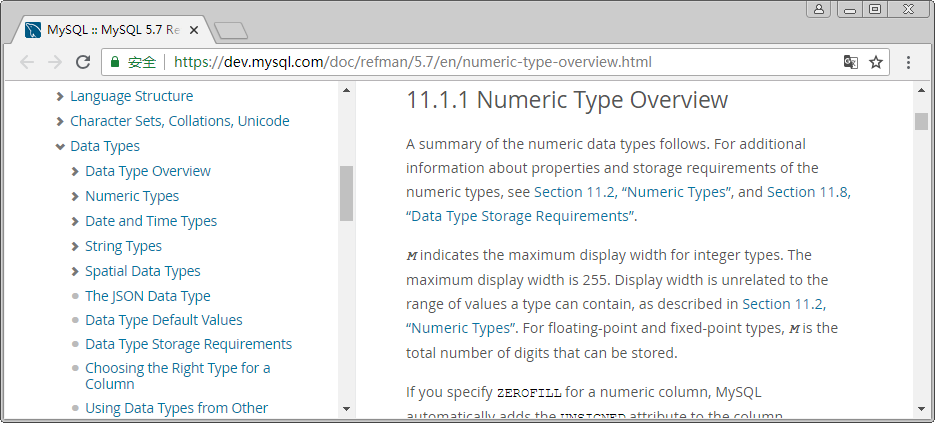 MySQL :: MySQL 5.7 Re
安全
https://dev.mysql.com/doc/refman/5.7/en/numeric-type-overview.html
Language Structure
Character Sets, Collations, Unicode
Data Types
Data Type Overview
Numeric Types
Date and Time Types
String Types
Spatial Data Types
The JSON Data Type
Data Type Default Values
Data Type Storage Requirements
Choosing the Right Type for a
Column
Using Data Types from Other
11.1.1 Numeric Type Overview
A summary of the numeric data types follows. For additional
information about properties and storage requirements of the
numeric types, see Section 11.2, “Numeric Types”, and Section 11.8,
“Data Type Storage Requirements”.
M indicates the maximum display width for integer types. The
maximum display width is 255. Display width is unrelated to the
range of values a type can contain, as described in Section 11.2,
“Numeric Types”. For floating-point and fixed-point types, M is the
total number of digits that can be stored.
If you specify ZEROFILL for a numeric column, MySQL
automatically adds the UNSIGNED attribute to the column.